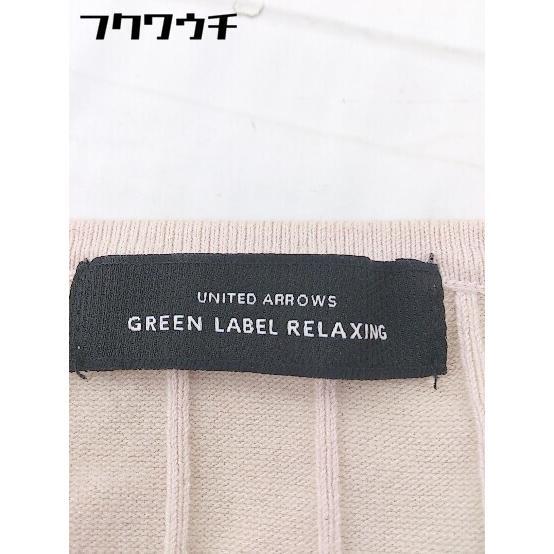 フクワウチ
UNITED ARROWS
GREEN LABEL RELAXING